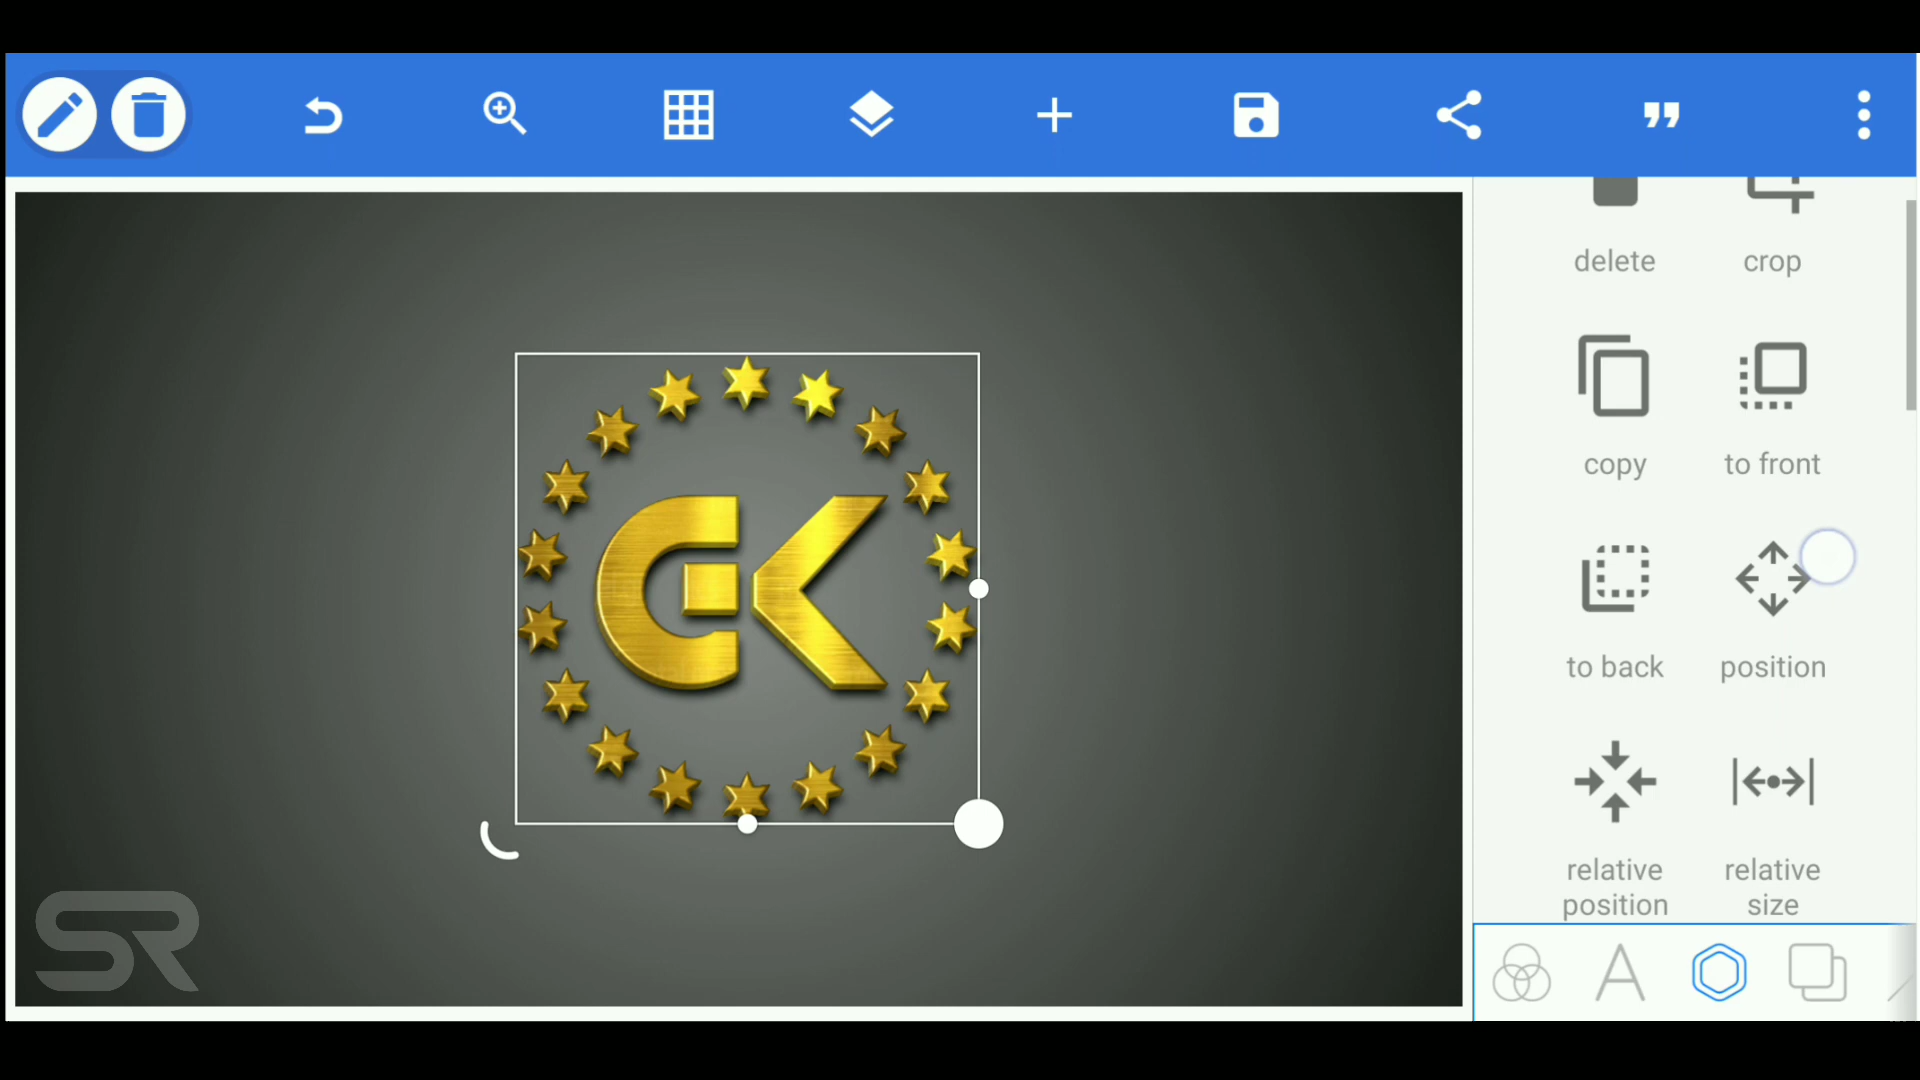 delete
crop
copy
to front
to back
position
relative
position
relative
size
GK
SR